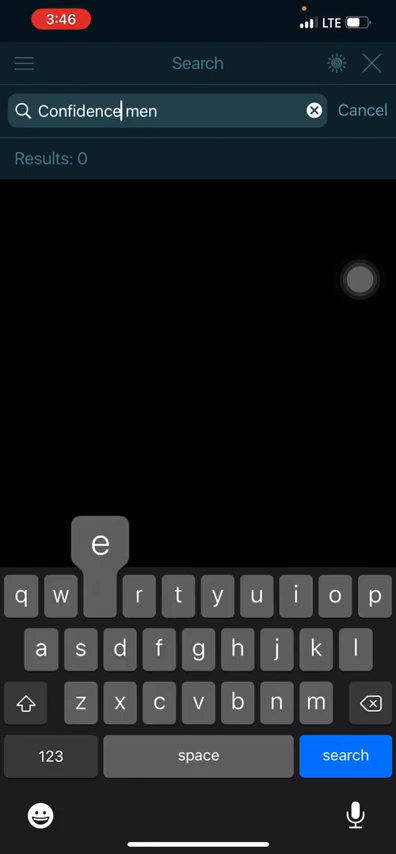 3:46
LTE
Search
Confidence men
Cancel
Results: 0
e
q w r t y u i o p
a s d f g h j k l
z x c v b n m
123 space search